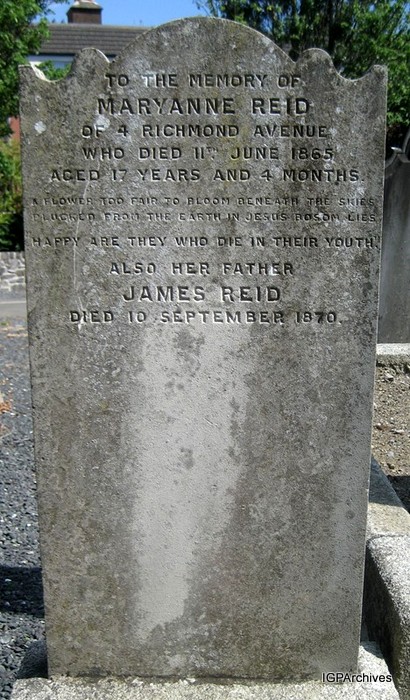 TO THE MEMORY OF
MARYANNE REID
OF 4 RICHMOND AVENUE
WHO DIED 11TH JUNE 1865
AGED 17 YEARS AND 4 MONTHS.
A FLOWER TOO FAIR TO BLOOM BENEATH THE SKIES
PLUCKED FROM THE EARTH IN JESUS BOSOM LIES
HAPPY ARE THEY WHO DIE IN THEIR YOUTH.
ALSO HER FATHER
JAMES REID
DIED 10 SEPTEMBER 1870.
IGPArchives